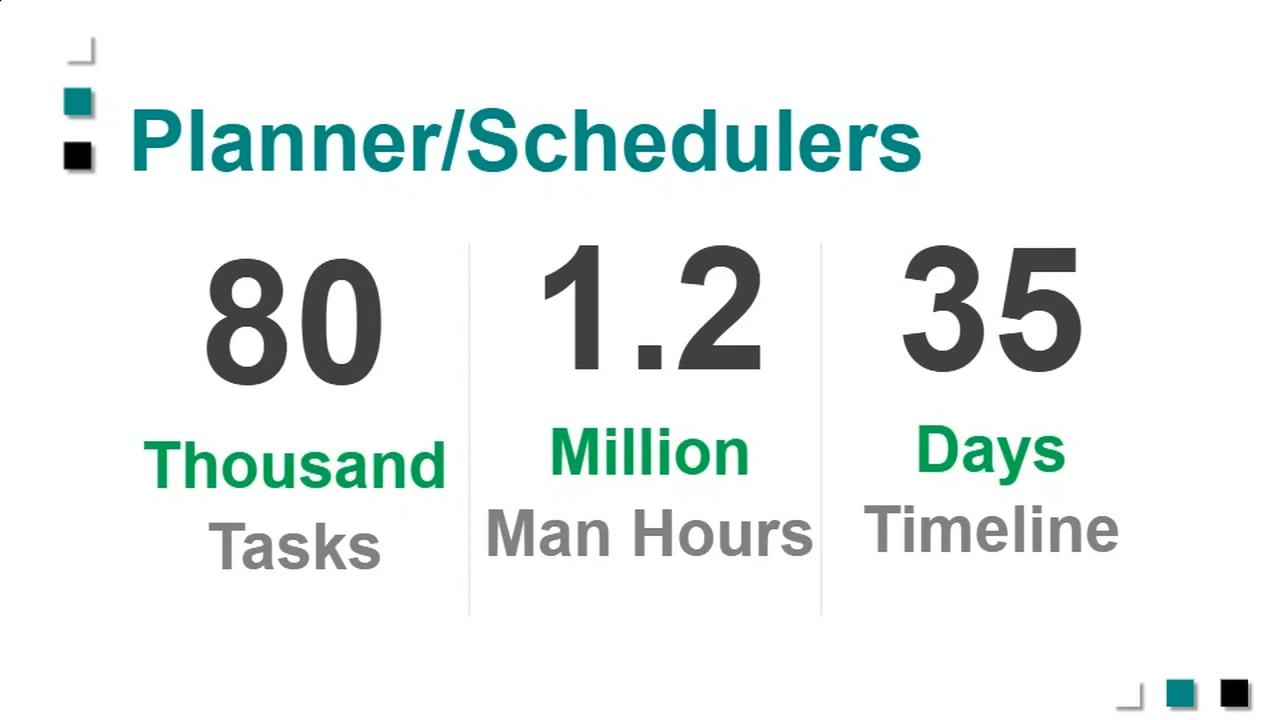 Planner/Schedulers
80
Thousand
Tasks
1.2
Million
Man Hours
35
Days
Timeline